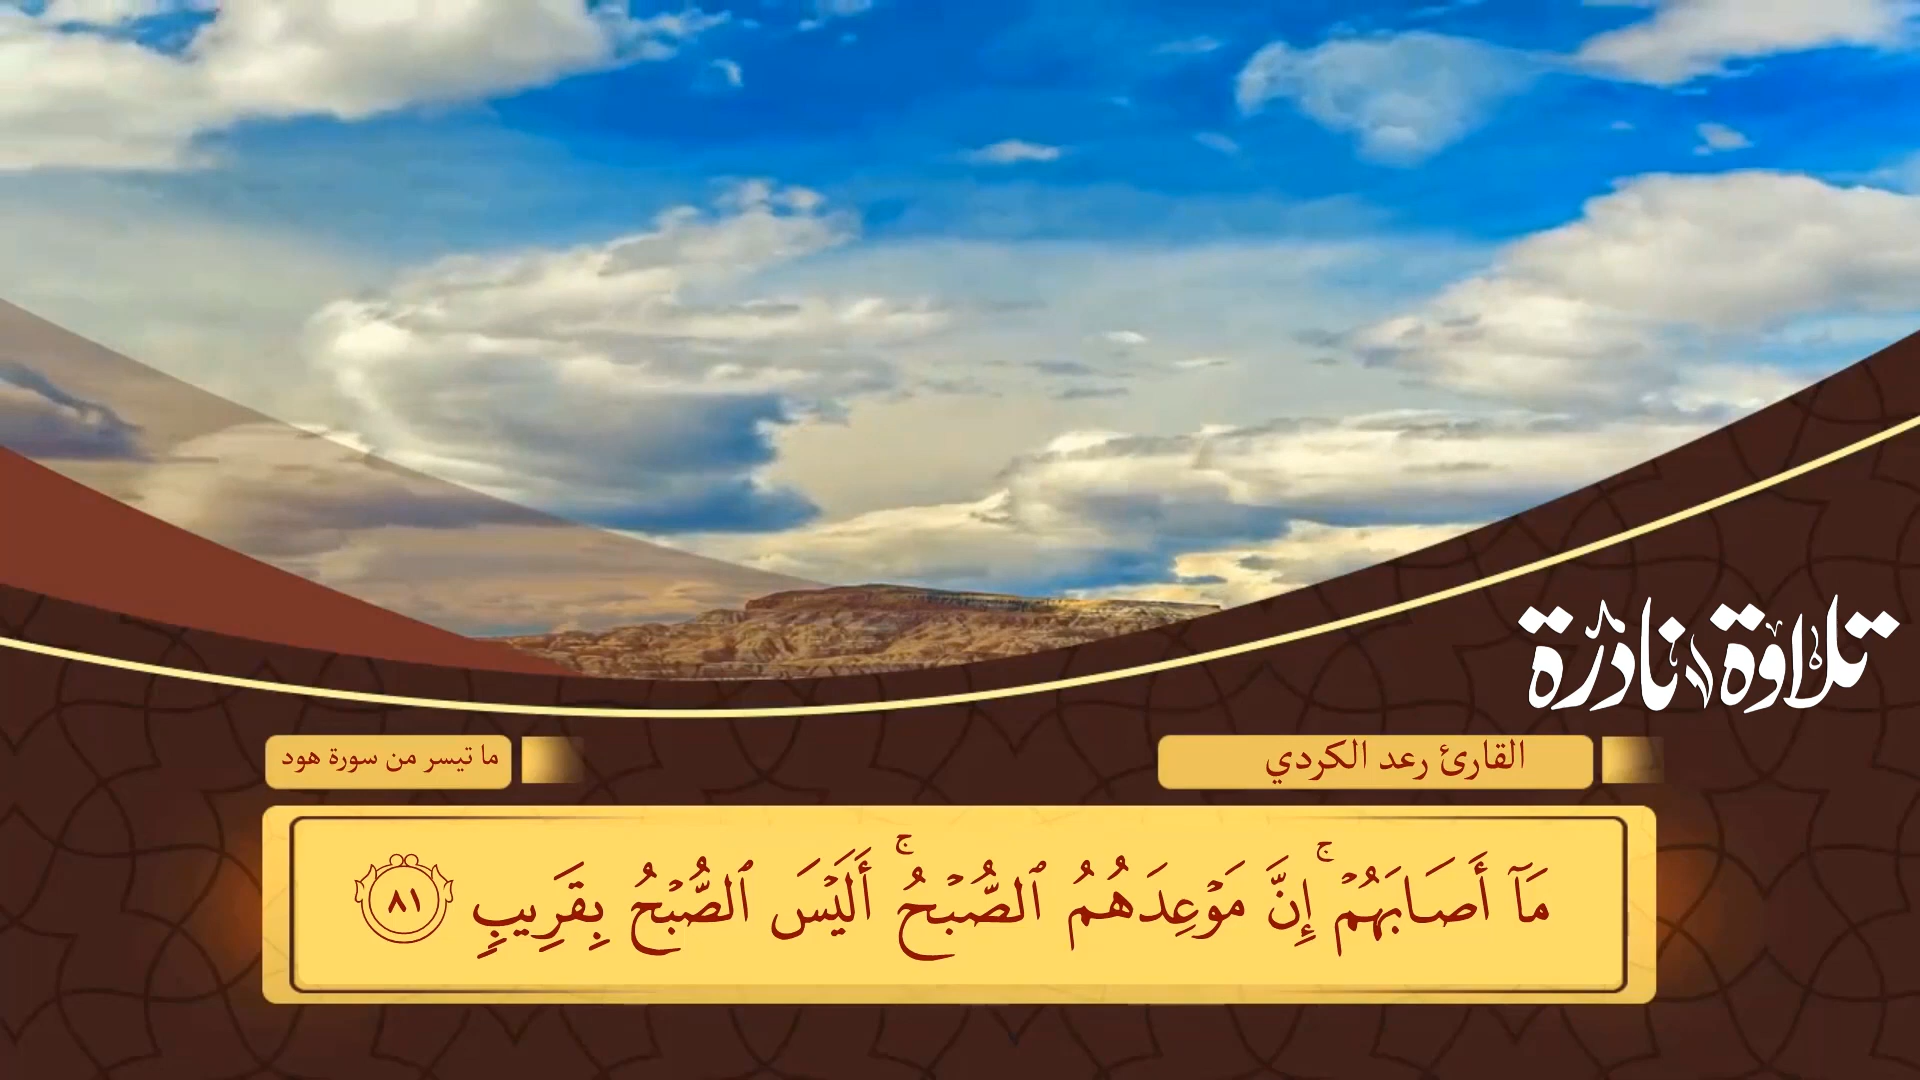 تلاوة نادرة
القارئ رعد الكردي
ما تيسر من سورة هود
مَآ أَصَابَهُمۡۚ إِنَّ مَوۡعِدَهُمُ ٱلصُّبۡحُۚ أَلَيۡسَ ٱلصُّبۡحُ بِقَرِيبٖ ٨١